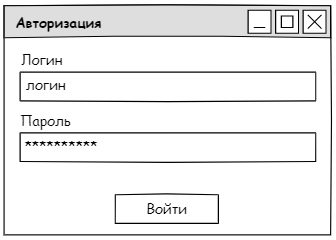 Авторизация
Логин
логин
Пароль
**********
Войти